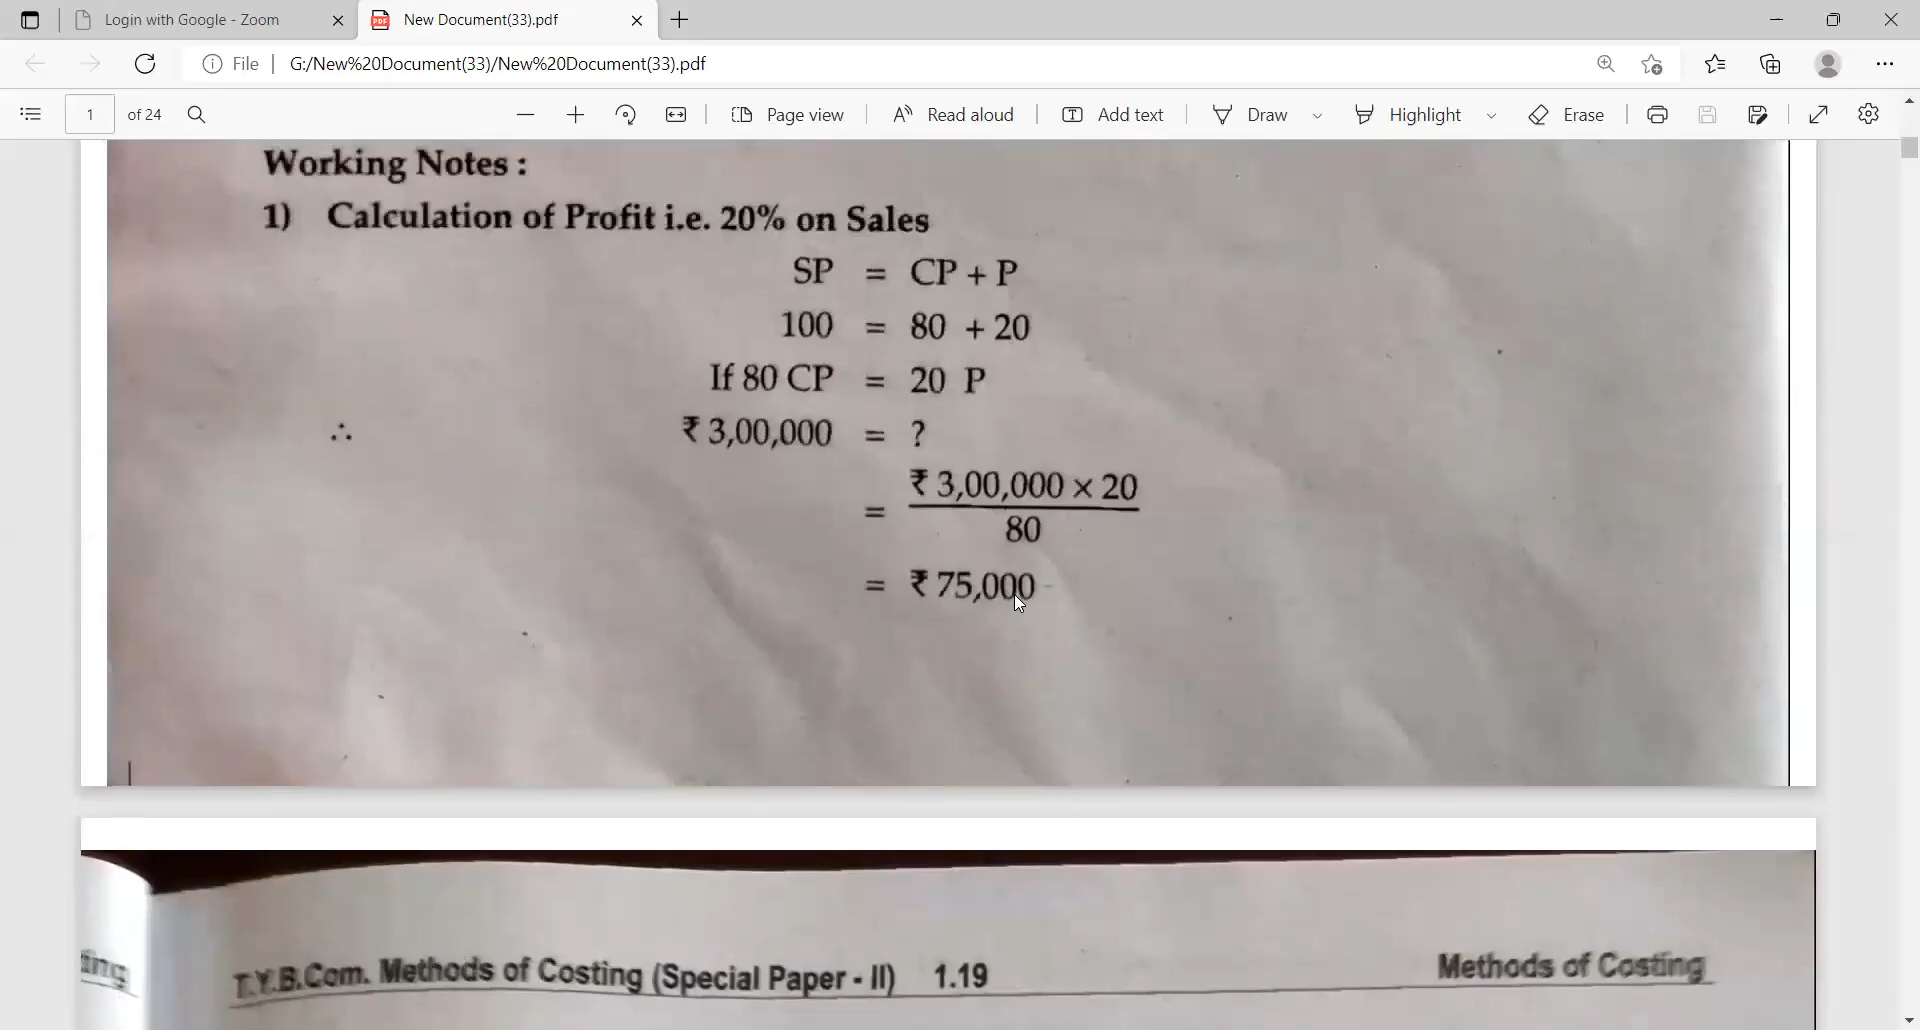 Login with Google - Zoom
New Document(33).pdf
File
G:/New%20Document(33)/New%20Document(33).pdf
1 of 24
Page view
Read aloud
Add text
Draw
Highlight
Erase
Working Notes :
1) Calculation of Profit i.e. 20% on Sales
SP = CP + P
100 = 80 + 20
If 80 CP = 20 P
∴ ₹ 3,00,000 = ?
= ₹ 3,00,000 × 20
80
= ₹ 75,000
ting
T.Y.B.Com. Methods of Costing (Special Paper - II) 1.19
Methods of Costing